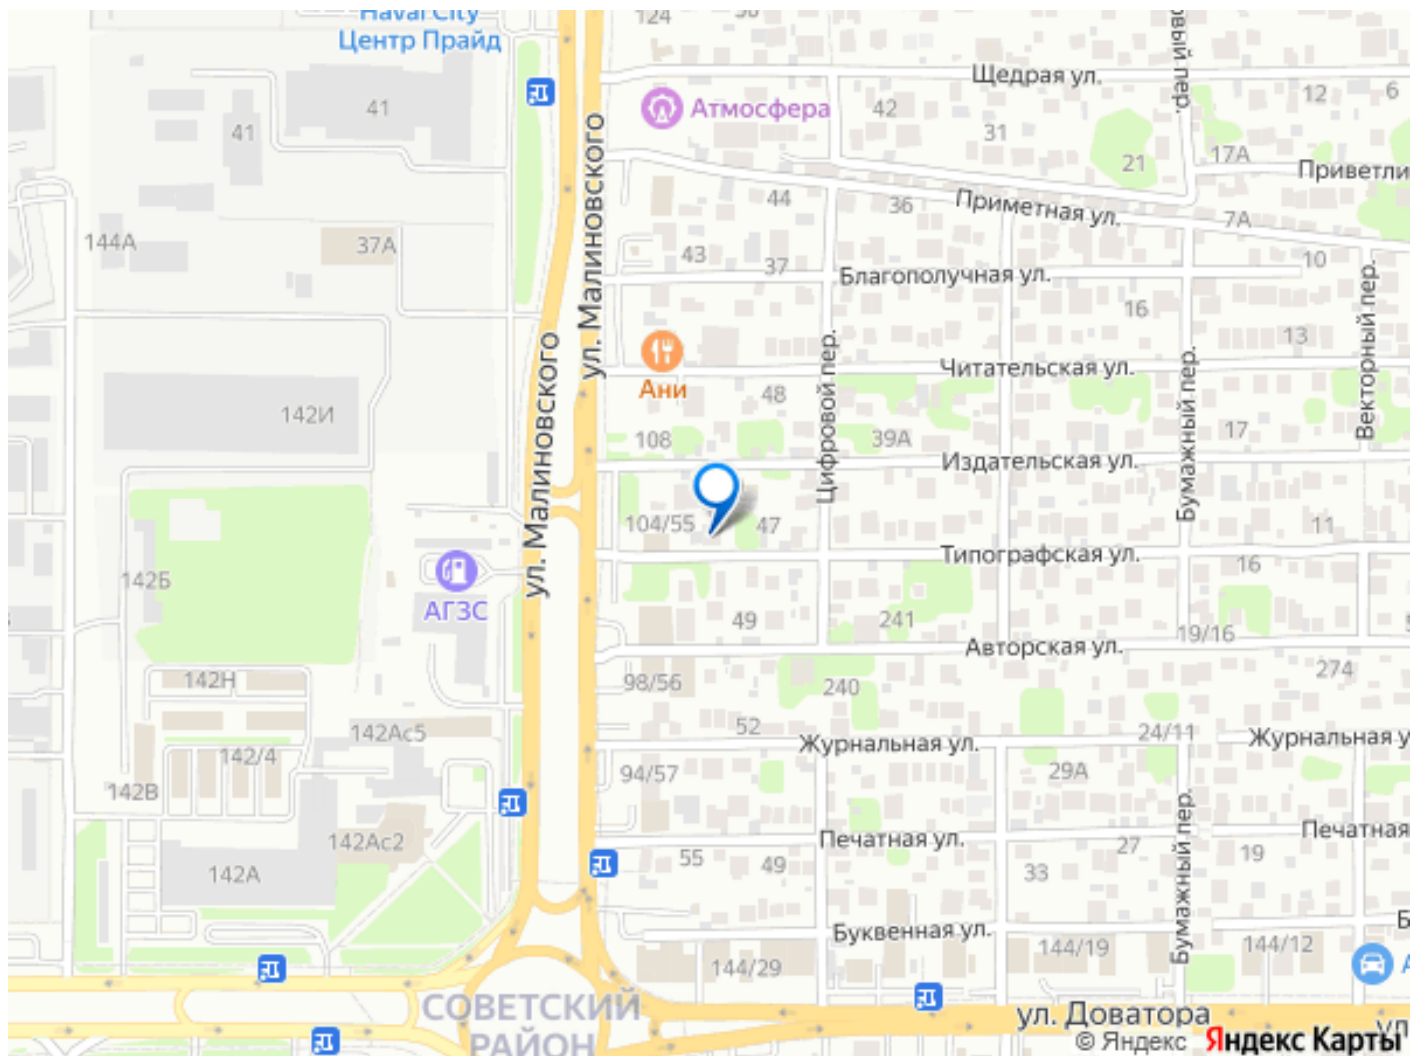 Haval City
Центр Прайд
124
Щедрая ул.
12
6
Атмосфера
42
31
21
17А
Приветли
41
41
ул. Малиновского
44
36
Приметная ул.
7А
144А
37А
43
37
Благополучная ул.
10
16
13
Векторный пер.
ул. Малиновского
Ани
Читательская ул.
Цифровой пер.
Бумажный пер.
142И
48
108
39А
17
Издательская ул.
104/55
47
11
Типографская ул.
16
142Б
АГЗС
49
241
19/16
Авторская ул.
274
142Н
98/56
240
142Ас5
52
Журнальная ул.
24/11
Журнальная у
142/4
94/57
29А
142В
Бумажный пер.
Печатная ул.
Печатная
142Ас2
142А
55
49
33
27
19
Буквенная ул.
144/29
144/19
144/12
СОВЕТСКИЙ
РАЙОН
ул. Доватора
ул
© Яндекс Яндекс Карты